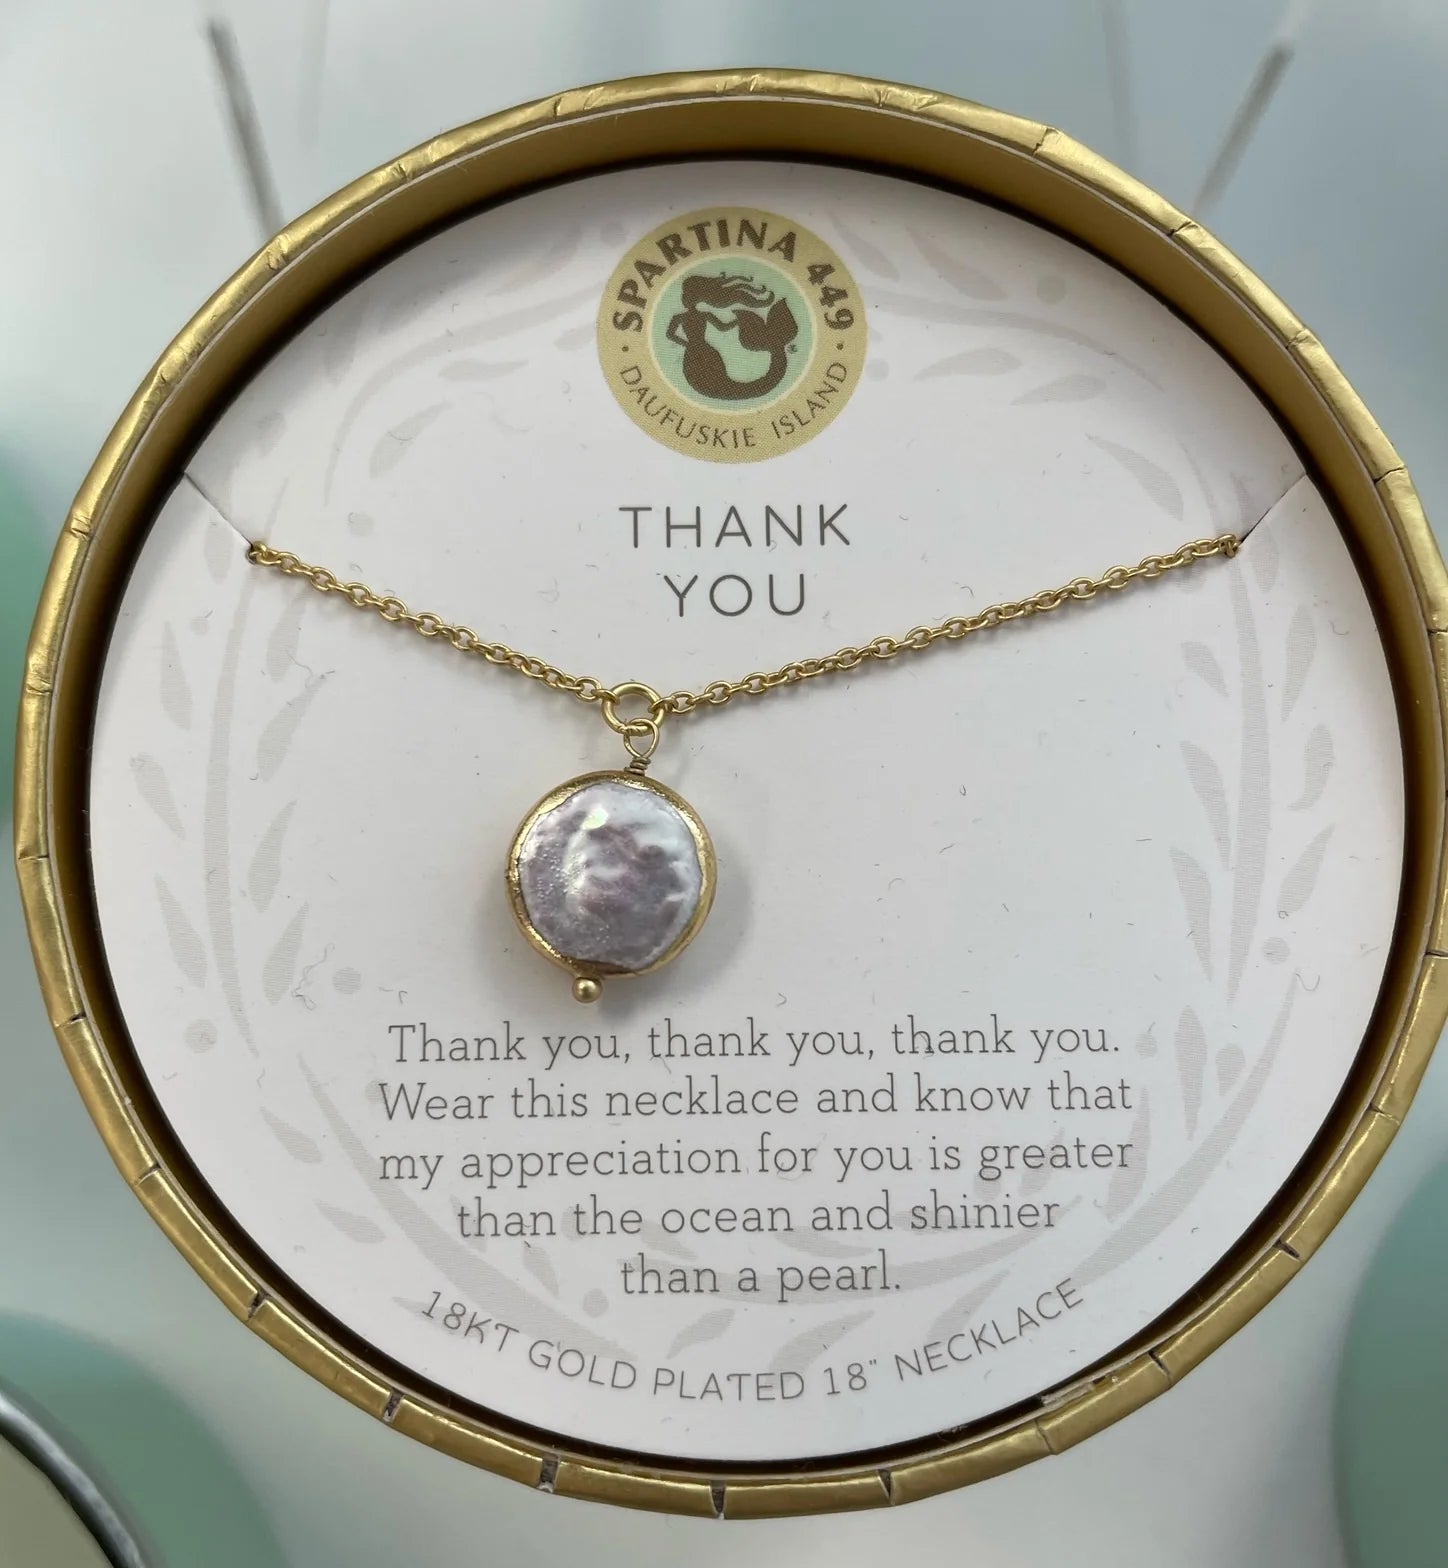 SPARTINA 449
· DAUFUSKIE ISLAND ·
THANK
YOU
Thank you, thank you, thank you.
Wear this necklace and know that
my appreciation for you is greater
than the ocean and shinier
than a pearl.
18KT GOLD PLATED 18" NECKLACE